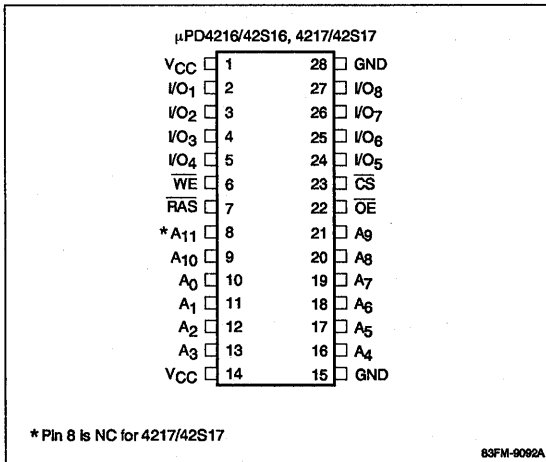 µPD4216/42S16, 4217/42S17
VCC 1 28 GND
I/O1 2 27 I/O8
I/O2 3 26 I/O7
I/O3 4 25 I/O6
I/O4 5 24 I/O5
WE 6 23 CS
RAS 7 22 OE
* A11 8 21 A9
A10 9 20 A8
A0 10 19 A7
A1 11 18 A6
A2 12 17 A5
A3 13 16 A4
VCC 14 15 GND
* Pin 8 is NC for 4217/42S17
83FM-9092A